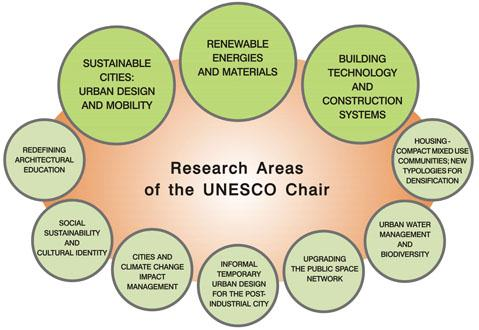 RENEWABLE
ENERGIES
AND MATERIALS
SUSTAINABLE
CITIES:
URBAN DESIGN
AND MOBILITY
BUILDING
TECHNOLOGY
AND
CONSTRUCTION
SYSTEMS
REDEFINING
ARCHITECTURAL
EDUCATION
HOUSING -
COMPACT MIXED USE
COMMUNITIES; NEW
TYPOLOGIES FOR
DENSIFICATION
Research Areas
of the UNESCO Chair
SOCIAL
SUSTAINABILITY
AND
CULTURAL IDENTITY
URBAN WATER
MANAGEMENT
AND
BIODIVERSITY
CITIES AND
CLIMATE CHANGE
IMPACT
MANAGEMENT
INFORMAL
TEMPORARY
URBAN DESIGN
FOR THE POST-
INDUSTRIAL CITY
UPGRADING
THE PUBLIC SPACE
NETWORK